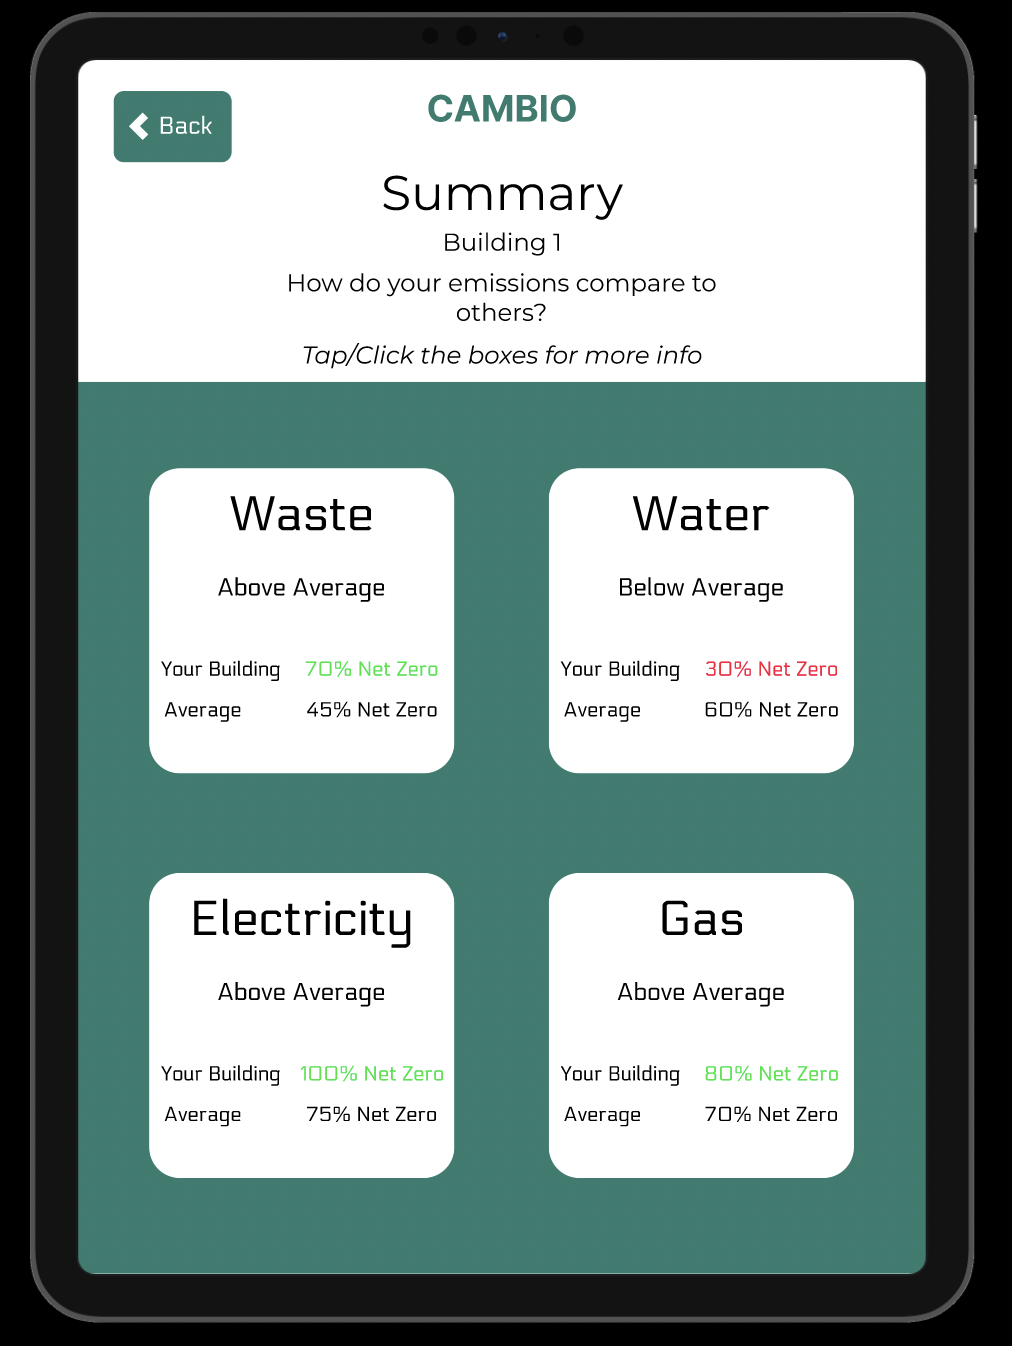 Back
CAMBIO
Summary
Building 1
How do your emissions compare to
others?
Tap/Click the boxes for more info
Waste
Above Average
Your Building 70% Net Zero
Average 45% Net Zero
Water
Below Average
Your Building 30% Net Zero
Average 60% Net Zero
Electricity
Above Average
Your Building 100% Net Zero
Average 75% Net Zero
Gas
Above Average
Your Building 80% Net Zero
Average 70% Net Zero